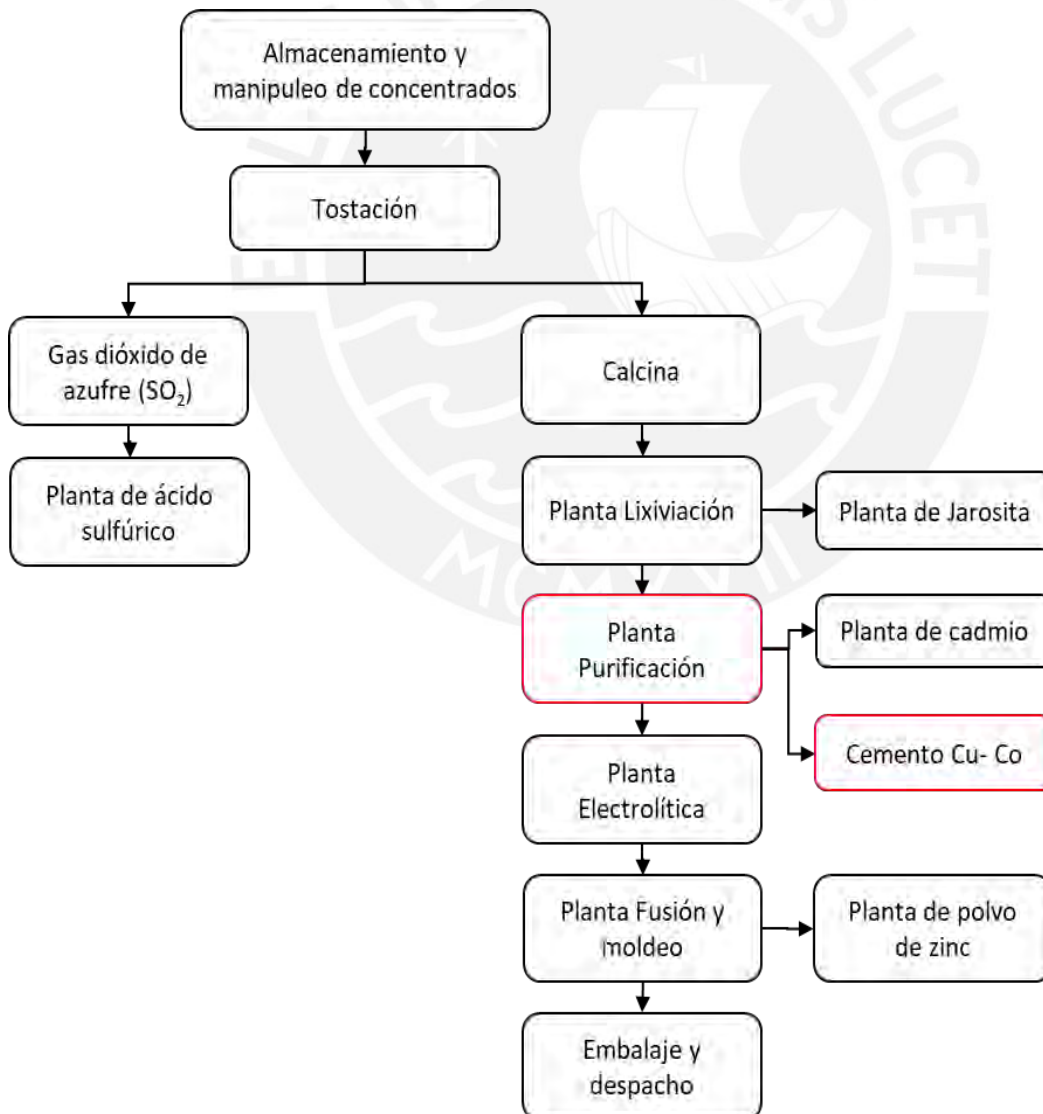 Almacenamiento y
manipuleo de concentrados
Tostación
Gas dióxido de
azufre (SO₂)
Calcina
Planta de ácido
sulfúrico
Planta Lixiviación
Planta de Jarosita
Planta
Purificación
Planta de cadmio
Cemento Cu- Co
Planta
Electrolítica
Planta Fusión y
moldeo
Planta de polvo
de zinc
Embalaje y
despacho
LUCET